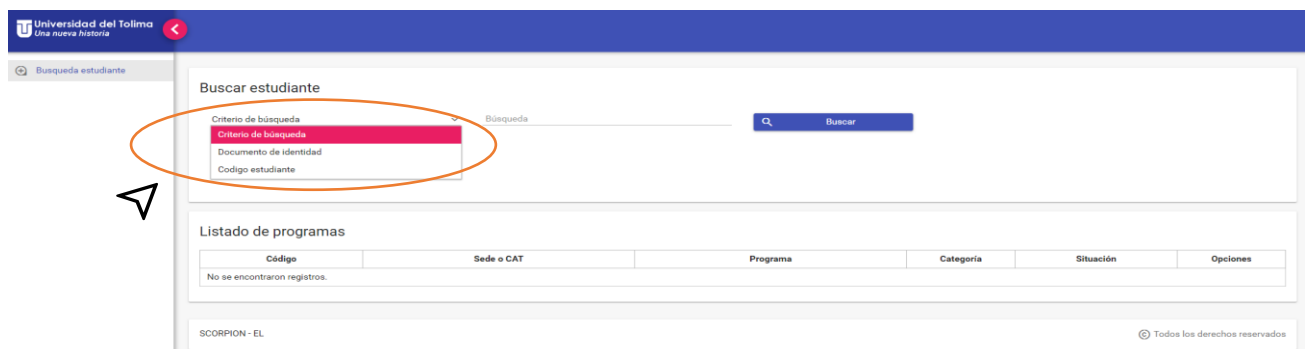 Universidad del Tolima
Una nueva historia
Busqueda estudiante
Buscar estudiante
Criterio de búsqueda
Búsqueda
Buscar
Criterio de búsqueda
Documento de identidad
Codigo estudiante
Listado de programas
Código Sede o CAT Programa Categoría Situación Opciones
No se encontraron registros.
SCORPION - EL
© Todos los derechos reservados